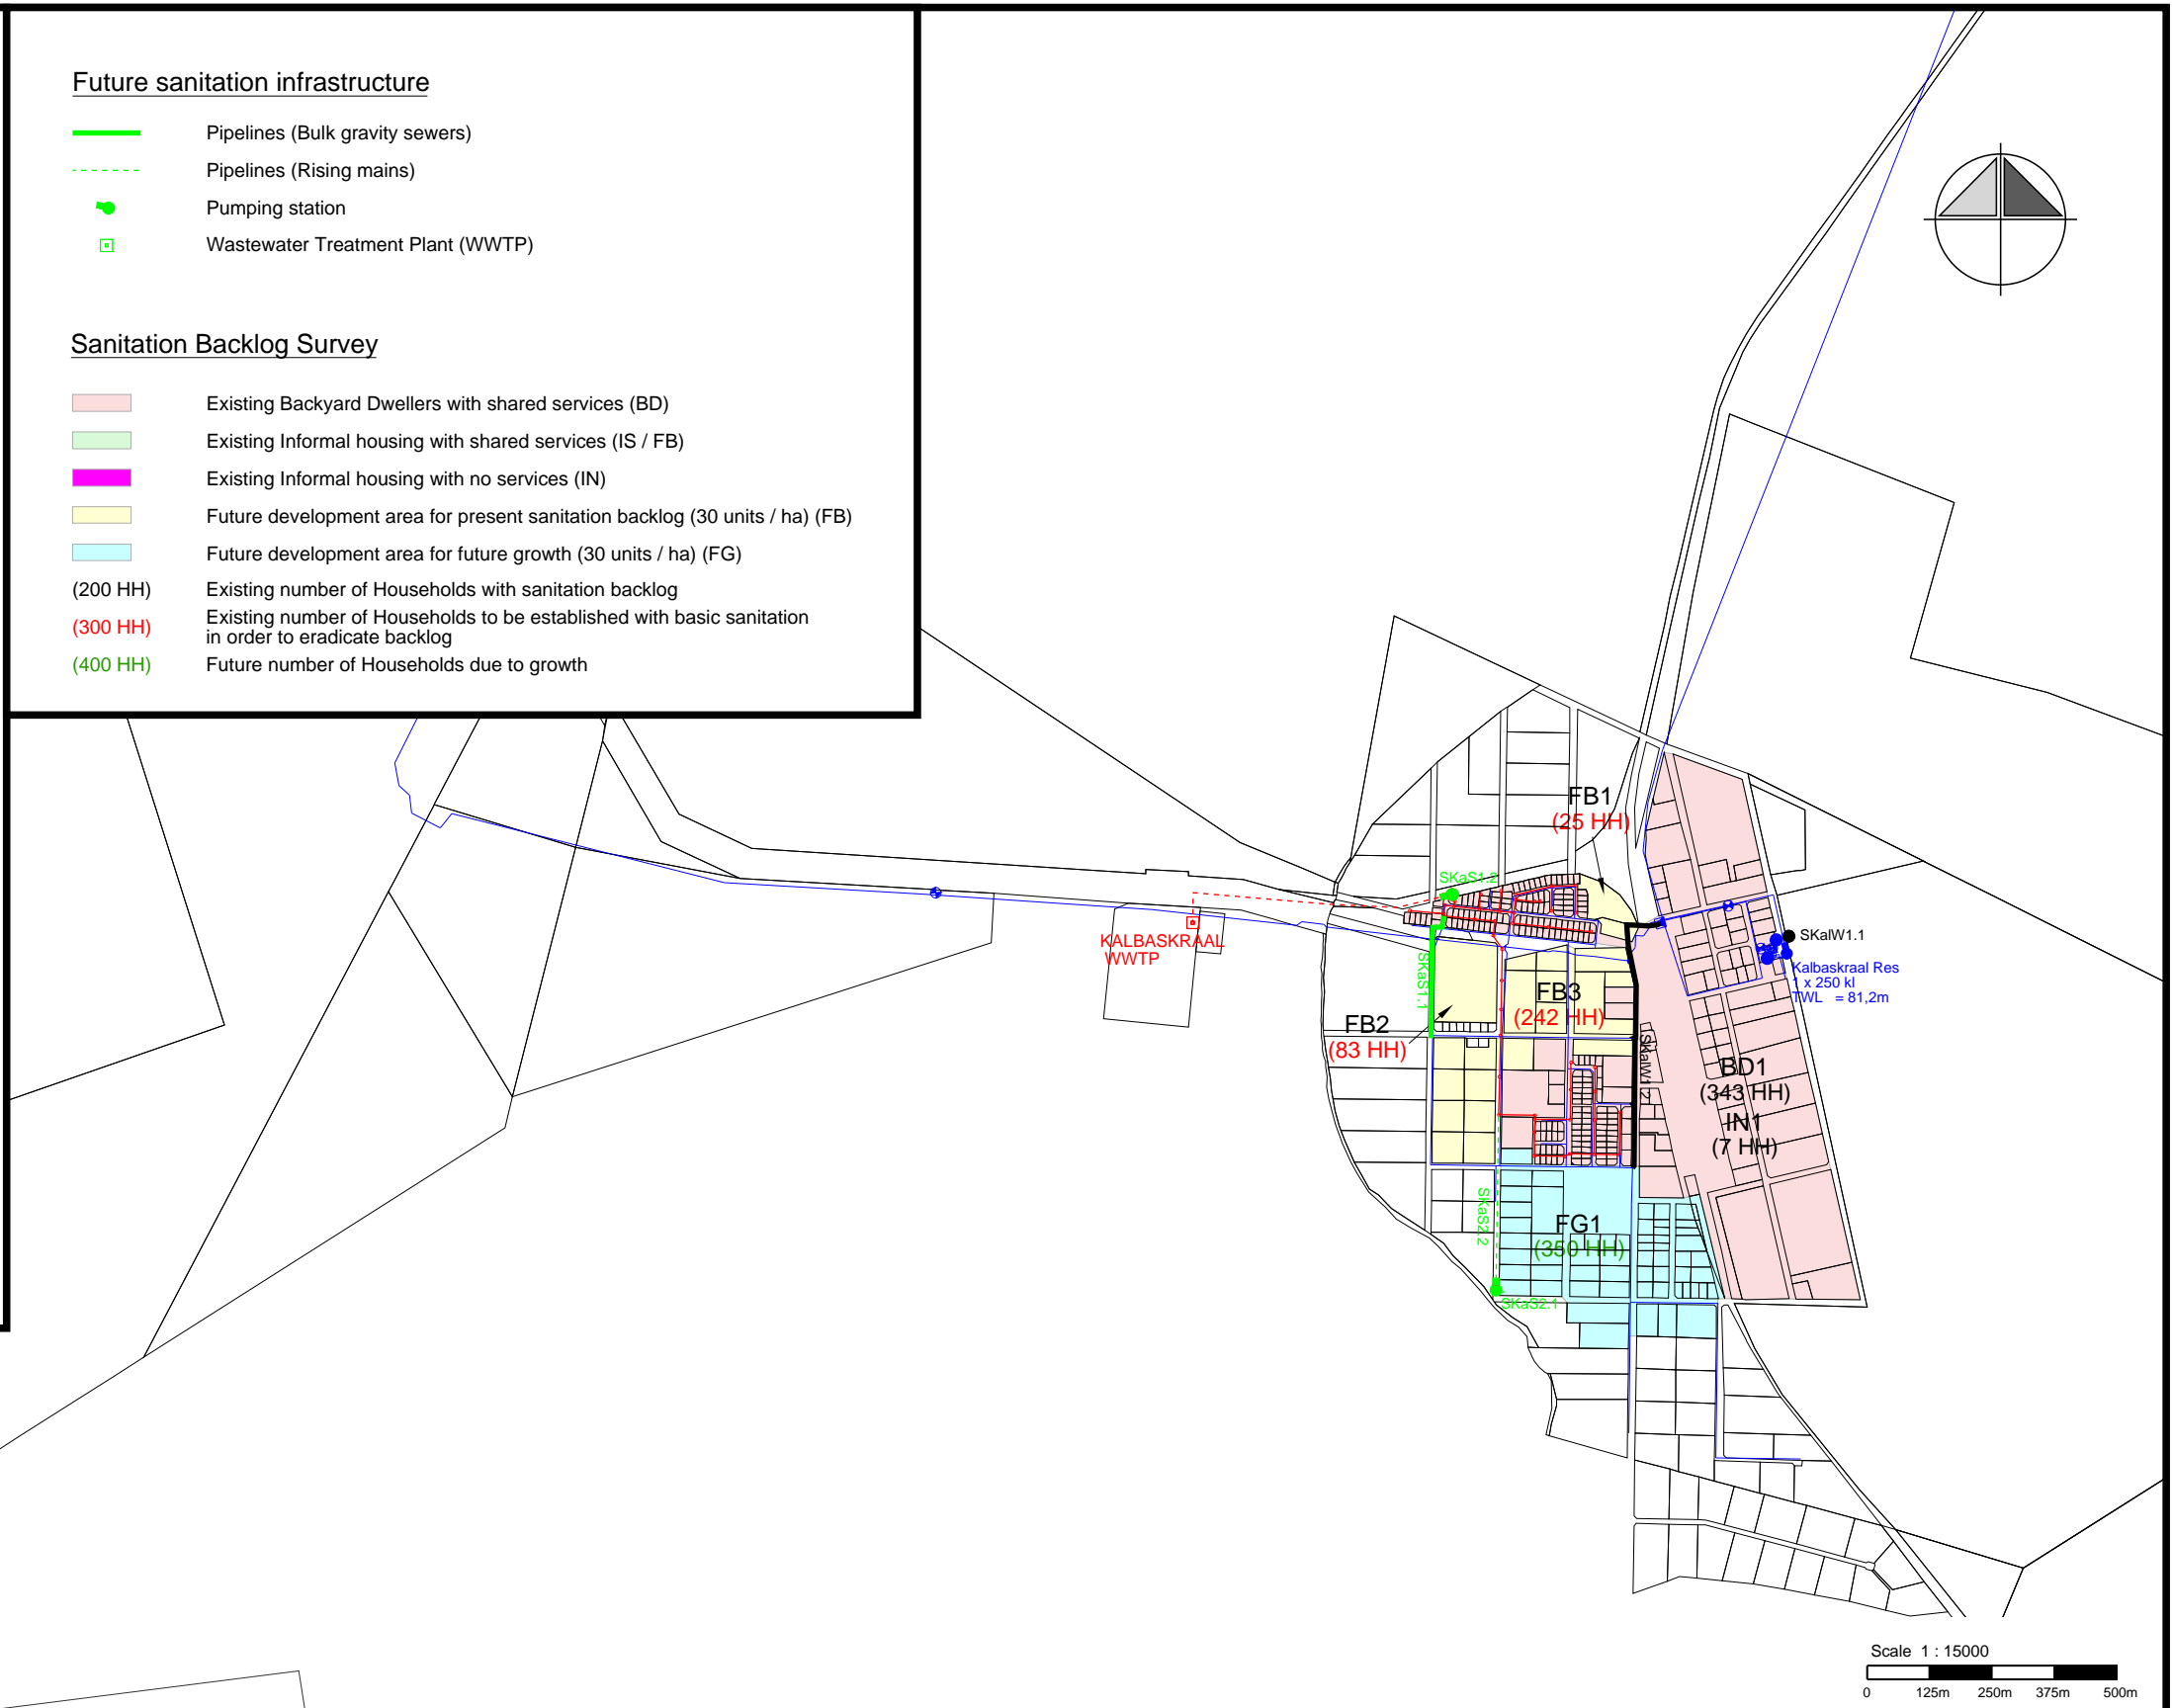 Future sanitation infrastructure
Pipelines (Bulk gravity sewers)
Pipelines (Rising mains)
Pumping station
Wastewater Treatment Plant (WWTP)
Sanitation Backlog Survey
Existing Backyard Dwellers with shared services (BD)
Existing Informal housing with shared services (IS / FB)
Existing Informal housing with no services (IN)
Future development area for present sanitation backlog (30 units / ha) (FB)
Future development area for future growth (30 units / ha) (FG)
(200 HH) Existing number of Households with sanitation backlog
(300 HH) Existing number of Households to be established with basic sanitation
in order to eradicate backlog
(400 HH) Future number of Households due to growth
FB1
(25 HH)
SKaS1.2
KALBASKRAAL
WWTP
SKaS1.1
SKalW1.1
Kalbaskraal Res
1 x 250 kl
TWL = 81,2m
FB3
(242 HH)
FB2
(83 HH)
SKalW1.2
BD1
(343 HH)
IN1
(7 HH)
SKaS2.2
FG1
(350 HH)
SKaS2.1
Scale 1 : 15000
0 125m 250m 375m 500m